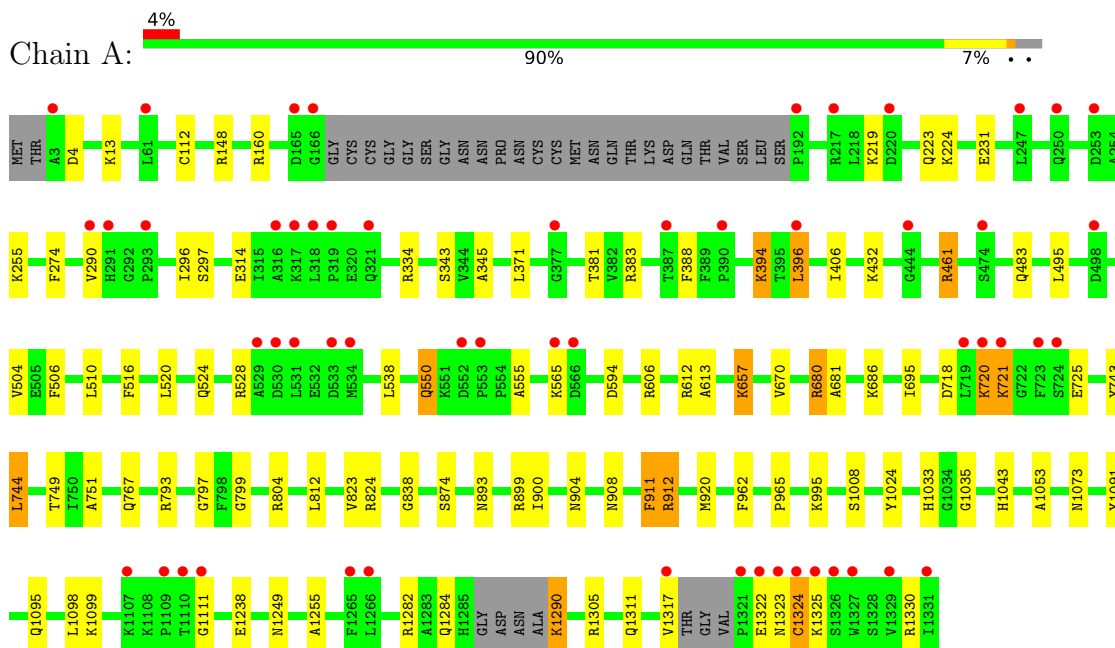 4%
Chain A:
90% 7% • •
MET THR A3 D4 K13 L61 C112 R148 R160 D165 G166 GLY CYS CYS GLY GLY SER GLY ASN ASN PRO ASN CYS CYS MET ASN GLN THR LYS ASP GLN THR VAL SER LEU SER P192 R217 L218 K219 D220 Q223 K224 E231 L247 Q250 D253 A254
K255 F274 V290 H291 G292 P293 I296 S297 E314 I315 A316 K317 L318 P319 E320 Q321 R334 S343 V344 A345 L371 G377 T381 V382 R383 T387 F388 F389 P390 K394 T395 L396 I406 K432 G444 R461 S474 Q483 L495 D498
V504 E505 F506 L510 F516 L520 Q524 R528 A529 D530 L531 E532 D533 M534 L538 Q550 K551 D552 P553 P554 A555 K565 D566 D594 R606 R612 A613 K657 V670 R680 A681 K686 I695 D718 L719 K720 K721 G722 F723 S724 E725
L744 T749 I750 A751 Q767 R793 G797 F798 G799 R804 L812 V823 R824 G838 S874 N893 R899 I900 N904 N908 F911 R912 M920 F962 P965 K995 S1008 Y1024 H1033 G1034 G1035 H1043 A1053 N1073
Q1095 L1098 K1099 K1107 K1108 P1109 T1110 G1111 E1238 N1249 A1255 F1265 L1266 R1282 A1283 Q1284 H1285 GLY ASP ASN ALA K1290 R1305 Q1311 V1317 THR GLY VAL P1321 E1322 N1323 C1324 K1325 S1326 W1327 S1328 V1329 R1330 I1331